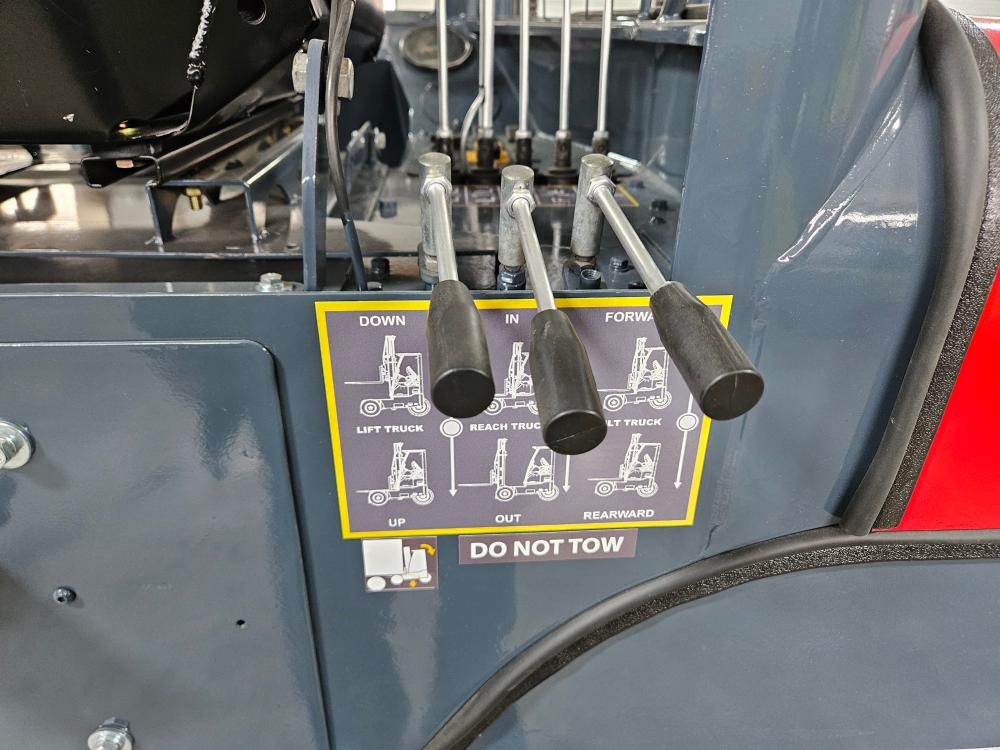 DOWN IN FORWA
LIFT TRUCK REACH TRUC LT TRUCK
UP OUT REARWARD
DO NOT TOW